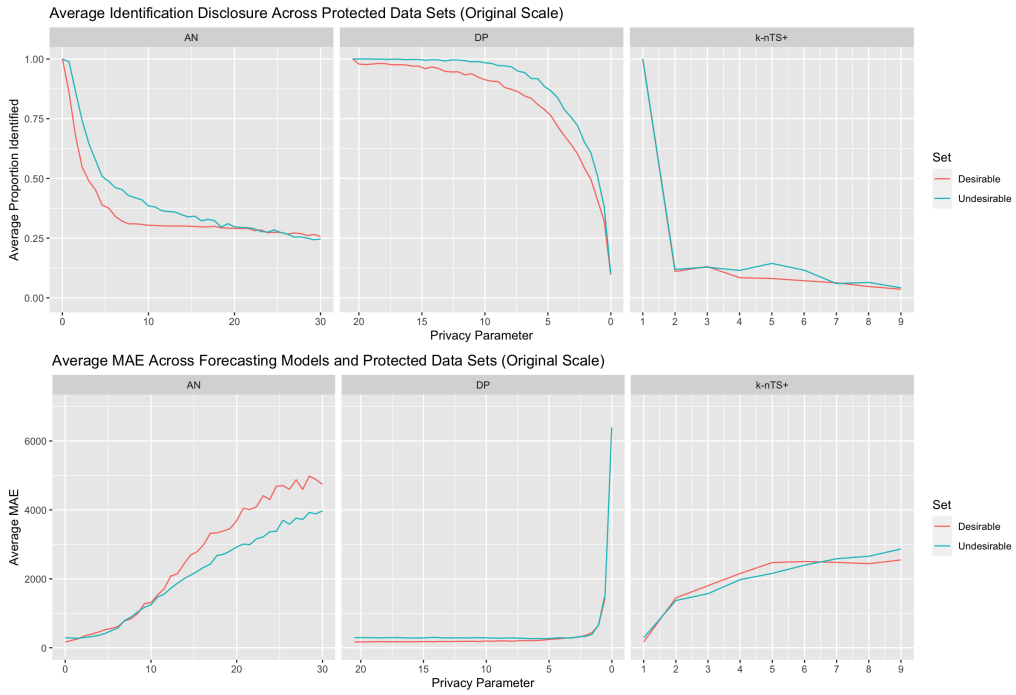 Average Identification Disclosure Across Protected Data Sets (Original Scale)
AN DP k-nTS+
Average Proportion Identified
1.00
0.75
0.50
0.25
0.00
0 10 20 30 20 15 10 5 0 1 2 3 4 5 6 7 8 9
Privacy Parameter
Set
Desirable
Undesirable
Average MAE Across Forecasting Models and Protected Data Sets (Original Scale)
AN DP k-nTS+
Average MAE
6000
4000
2000
0
0 10 20 30 20 15 10 5 0 1 2 3 4 5 6 7 8 9
Privacy Parameter
Set
Desirable
Undesirable